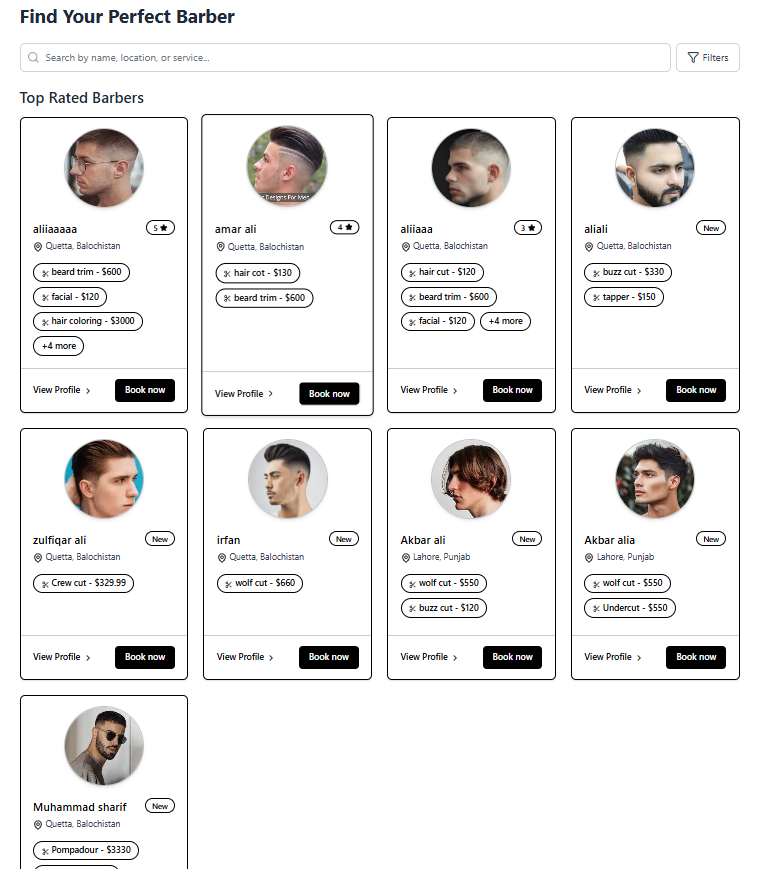 Find Your Perfect Barber
Search by name, location, or service...
Filters
Top Rated Barbers
aliiaaaaa
5 ★
Quetta, Balochistan
beard trim - $600
facial - $120
hair coloring - $3000
+4 more
View Profile >
Book now
Designs For Men
amar ali
4 ★
Quetta, Balochistan
hair cot - $130
beard trim - $600
View Profile >
Book now
aliiaaa
3 ★
Quetta, Balochistan
hair cut - $120
beard trim - $600
facial - $120
+4 more
View Profile >
Book now
aliali
New
Quetta, Balochistan
buzz cut - $330
tapper - $150
View Profile >
Book now
zulfiqar ali
New
Quetta, Balochistan
Crew cut - $329.99
View Profile >
Book now
irfan
New
Quetta, Balochistan
wolf cut - $660
View Profile >
Book now
Akbar ali
New
Lahore, Punjab
wolf cut - $550
buzz cut - $120
View Profile >
Book now
Akbar alia
New
Lahore, Punjab
wolf cut - $550
Undercut - $550
View Profile >
Book now
Muhammad sharif
New
Quetta, Balochistan
Pompadour - $3330